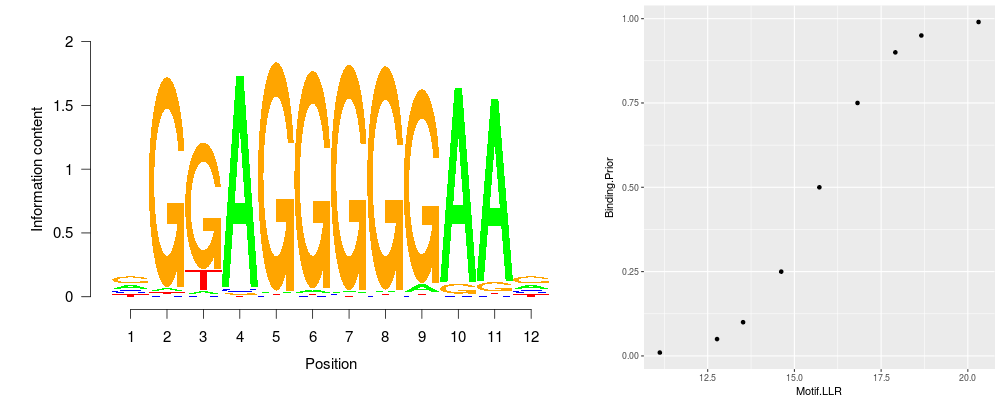 2
1.5
1
0.5
0
Information content
G G A G G G G G A A
T
1 2 3 4 5 6 7 8 9 10 11 12
Position
1.00
0.75
0.50
0.25
0.00
Binding.Prior
12.5 15.0 17.5 20.0
Motif.LLR